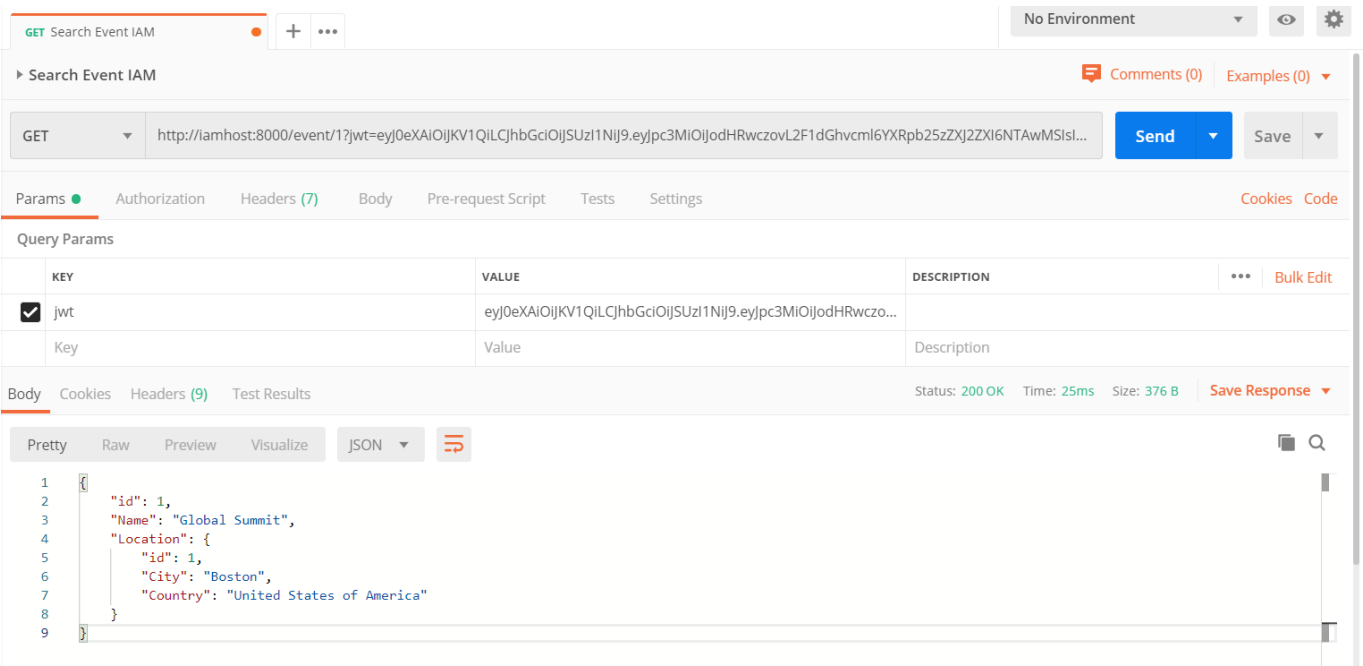 GET Search Event IAM
No Environment
Search Event IAM
Comments (0)
Examples (0)
GET
http://iamhost:8000/event/1?jwt=eyJ0eXAiOiJKV1QiLCJhbGciOiJSUzI1NiJ9.eyJpc3MiOiJodHRwczovL2F1dGhvcml6YXRpb25zZXJ2ZXI6NTAwMSIsI...
Send
Save
Params
Authorization
Headers (7)
Body
Pre-request Script
Tests
Settings
Cookies
Code
Query Params
KEY
VALUE
DESCRIPTION
Bulk Edit
jwt
eyJ0eXAiOiJKV1QiLCJhbGciOiJSUzI1NiJ9.eyJpc3MiOiJodHRwczo...
Key
Value
Description
Body
Cookies
Headers (9)
Test Results
Status: 200 OK
Time: 25ms
Size: 376 B
Save Response
Pretty
Raw
Preview
Visualize
JSON
1 {
2 "id": 1,
3 "Name": "Global Summit",
4 "Location": {
5 "id": 1,
6 "City": "Boston",
7 "Country": "United States of America"
8 }
9 }